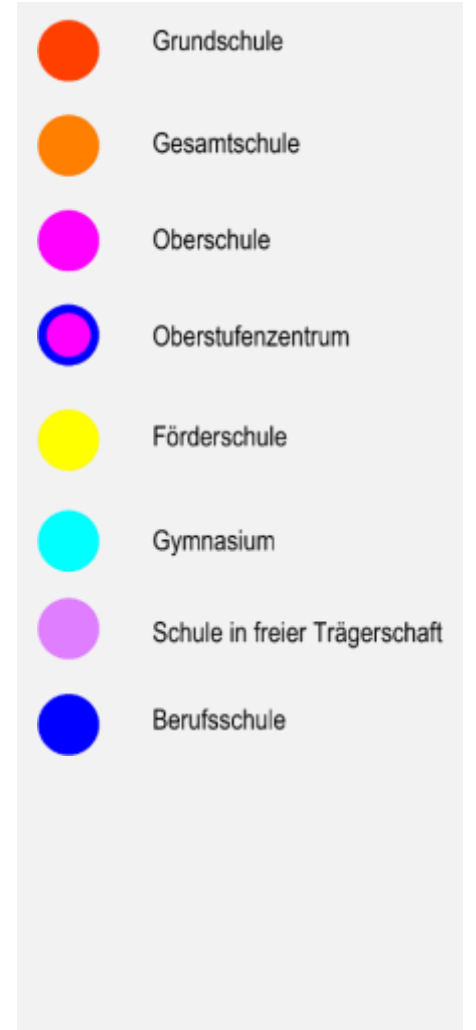 Grundschule
Gesamtschule
Oberschule
Oberstufenzentrum
Förderschule
Gymnasium
Schule in freier Trägerschaft
Berufsschule